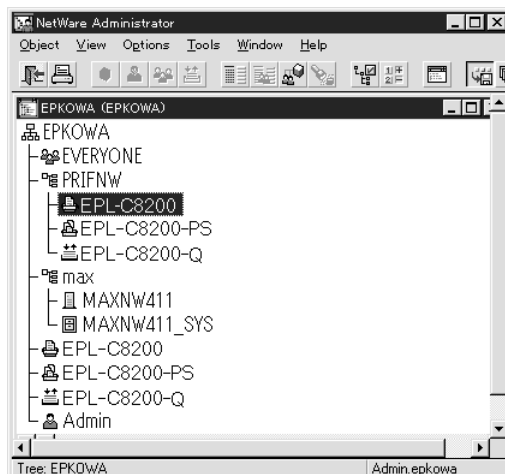 NetWare Administrator
Object View Options Tools Window Help
EPKOWA (EPKOWA)
EPKOWA
EVERYONE
PRIFNW
EPL-C8200
EPL-C8200-PS
EPL-C8200-Q
max
MAXNW411
MAXNW411_SYS
EPL-C8200
EPL-C8200-PS
EPL-C8200-Q
Admin
Tree: EPKOWA Admin.epkowa